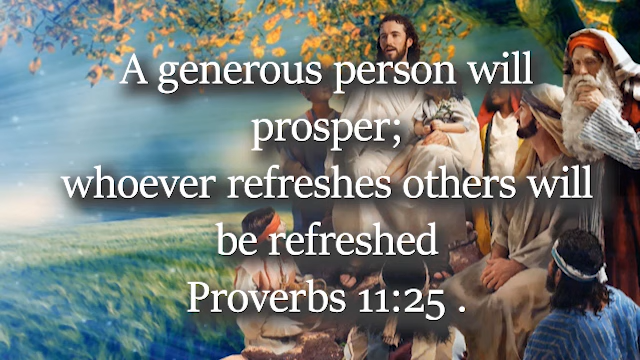 A generous person will
prosper;
whoever refreshes others will
be refreshed
Proverbs 11:25 .